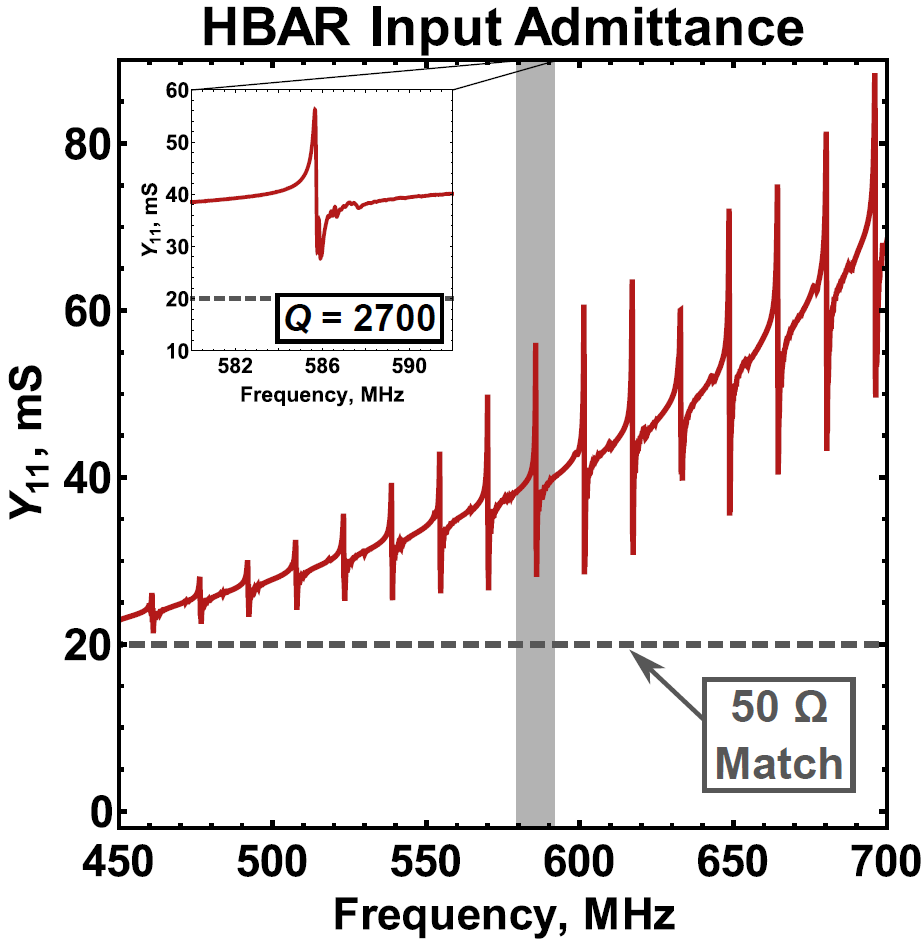 HBAR Input Admittance
80
60
40
20
0
Y11, mS
450
500
550
600
650
700
Frequency, MHz
60
50
40
30
20
10
Y11, mS
582
586
590
Frequency, MHz
Q = 2700
50 Ω
Match